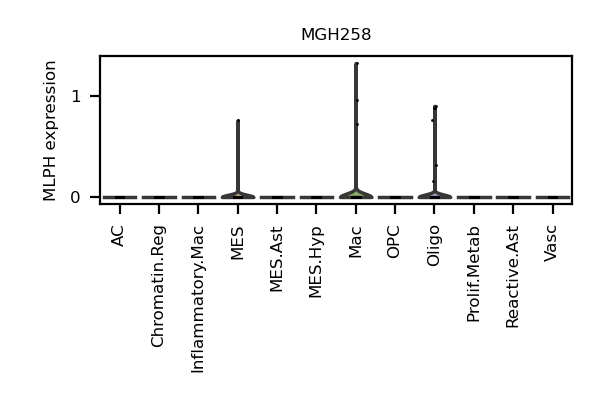 MGH258
MLPH expression
1
0
AC
Chromatin.Reg
Inflammatory.Mac
MES
MES.Ast
MES.Hyp
Mac
OPC
Oligo
Prolif.Metab
Reactive.Ast
Vasc